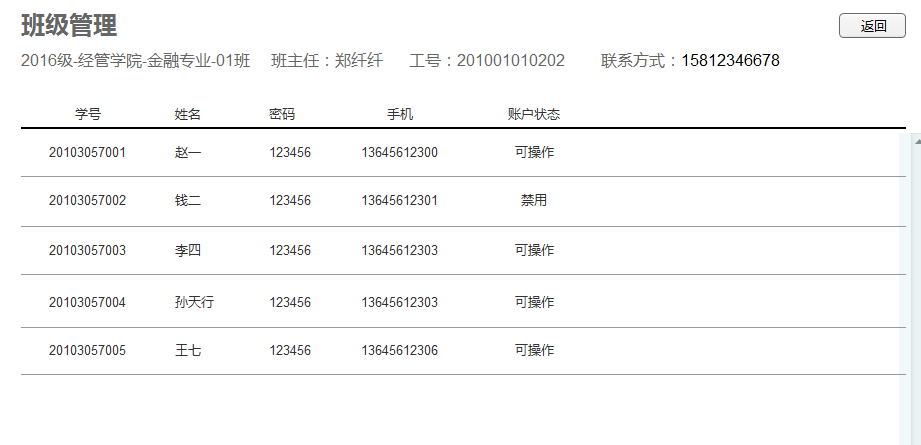 班级管理 返回
2016级-经管学院-金融专业-01班 班主任：郑纤纤 工号：201001010202 联系方式：15812346678
学号 姓名 密码 手机 账户状态
20103057001 赵一 123456 13645612300 可操作
20103057002 钱二 123456 13645612301 禁用
20103057003 李四 123456 13645612303 可操作
20103057004 孙天行 123456 13645612303 可操作
20103057005 王七 123456 13645612306 可操作